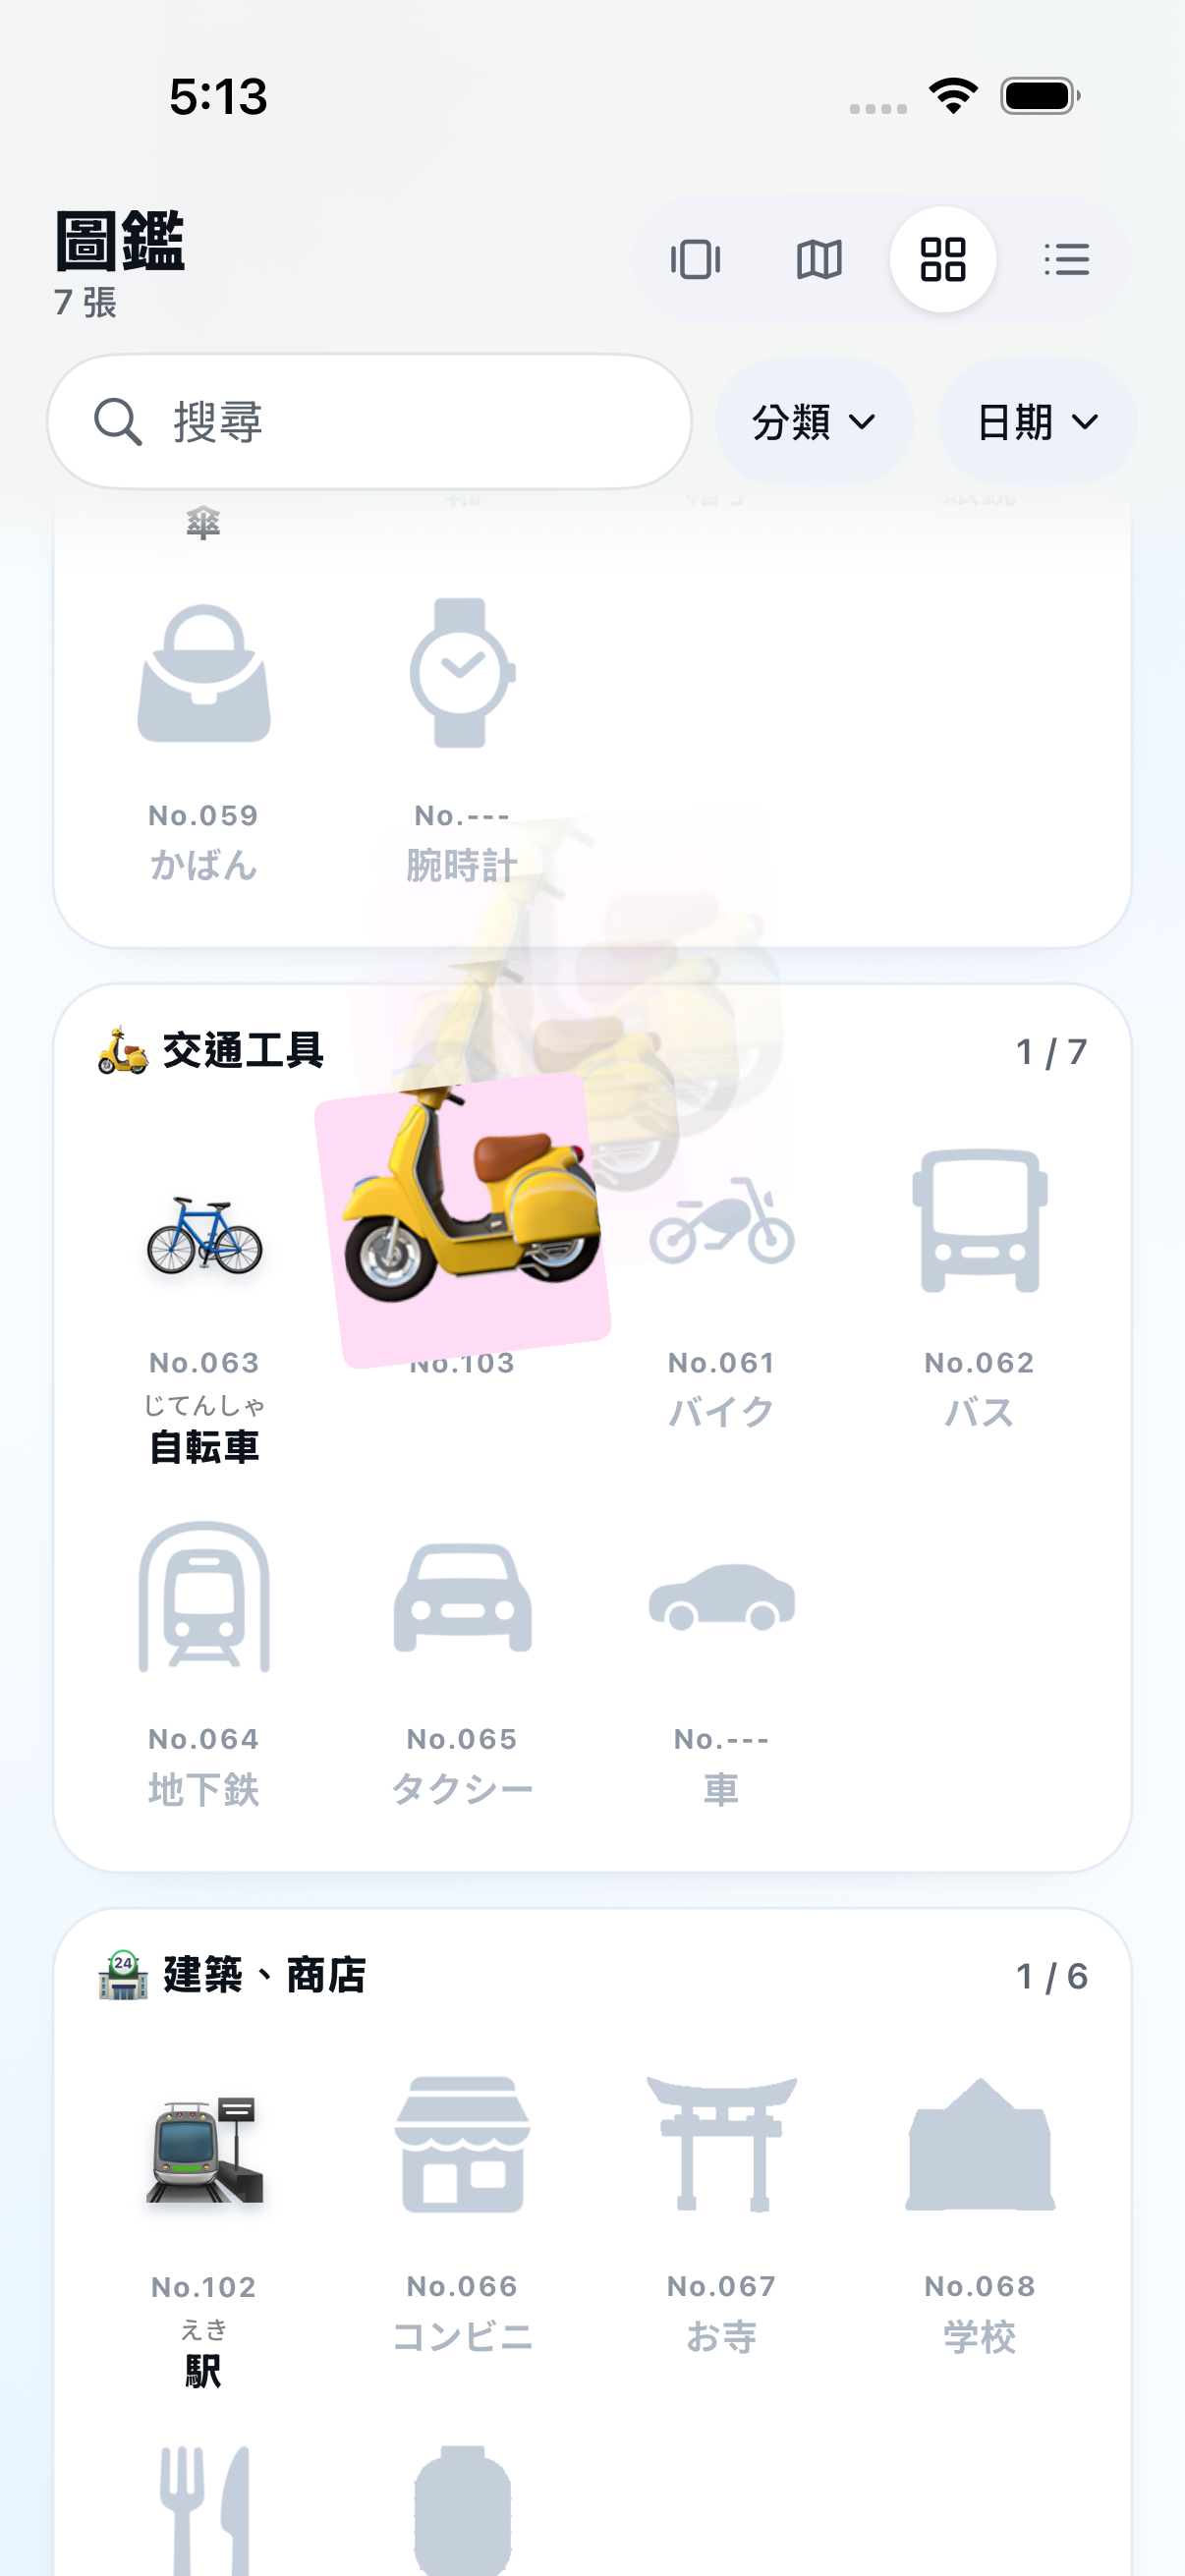 5:13
圖鑑
7 張
搜尋
分類
日期
傘
No.059
かばん
No.---
腕時計
交通工具
1 / 7
No.063
じてんしゃ
自転車
No.103
No.061
バイク
No.062
バス
No.064
地下鉄
No.065
タクシー
No.---
車
24
建築、商店
1 / 6
No.102
えき
駅
No.066
コンビニ
No.067
お寺
No.068
学校